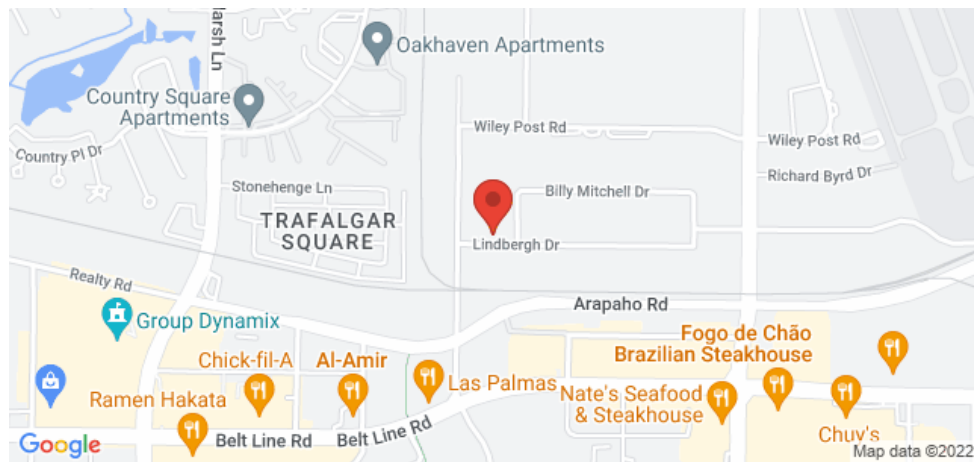 Marsh Ln
Oakhaven Apartments
Country Square
Apartments
Wiley Post Rd
Wiley Post Rd
Country Pl Dr
Richard Byrd Dr
Stonehenge Ln
Billy Mitchell Dr
TRAFALGAR
SQUARE
Lindbergh Dr
Realty Rd
Arapaho Rd
Group Dynamix
Fogo de Chão
Brazilian Steakhouse
Chick-fil-A
Al-Amir
Las Palmas
Ramen Hakata
Nate's Seafood
& Steakhouse
Belt Line Rd
Belt Line Rd
Chuy's
Google
Map data ©2022